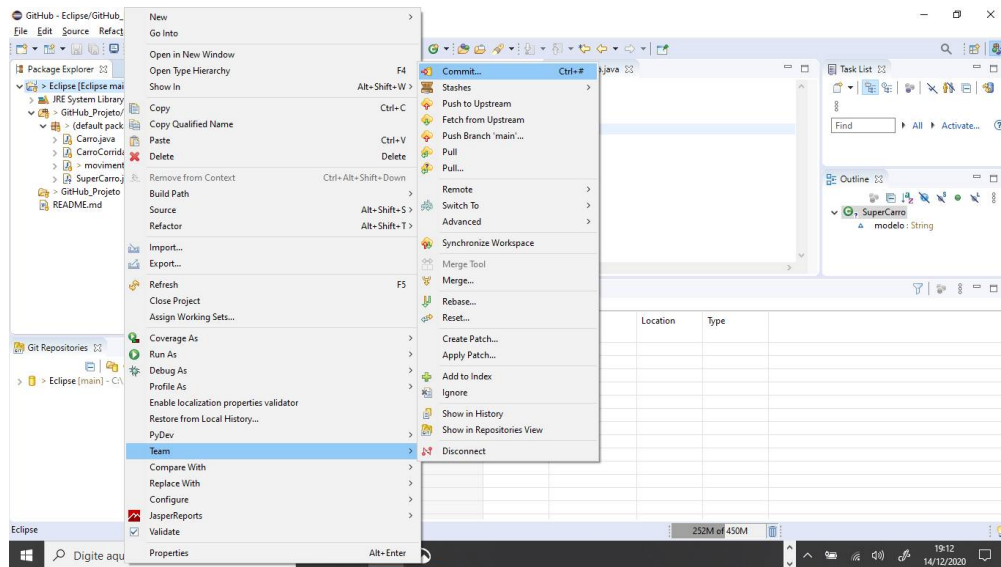 GitHub - Eclipse/GitHub_
File Edit Source Refact
Package Explorer
> Eclipse [Eclipse mai
JRE System Library
> GitHub_Projeto/
> (default pack
Carro.java
CarroCorrida
> moviment
SuperCarro.j
> GitHub_Projeto
README.md
Git Repositories
> Eclipse [main] - C:\
Eclipse
Digite aqu
New
Go Into
Open in New Window
Open Type Hierarchy F4
Show In Alt+Shift+W >
Copy Ctrl+C
Copy Qualified Name
Paste Ctrl+V
Delete Delete
Remove from Context Ctrl+Alt+Shift+Down
Build Path
Source Alt+Shift+S >
Refactor Alt+Shift+T >
Import...
Export...
Refresh F5
Close Project
Assign Working Sets...
Coverage As
Run As
Debug As
Profile As
Enable localization properties validator
Restore from Local History...
PyDev
Team
Compare With
Replace With
Configure
JasperReports
Validate
Properties Alt+Enter
Commit... Ctrl+#
Stashes
Push to Upstream
Fetch from Upstream
Push Branch 'main'...
Pull
Pull...
Remote
Switch To
Advanced
Synchronize Workspace
Merge Tool
Merge...
Rebase...
Reset...
Create Patch...
Apply Patch...
Add to Index
Ignore
Show in History
Show in Repositories View
Disconnect
.java
Location Type
Task List
Find All Activate...
Outline
SuperCarro
modelo : String
252M of 450M
19:12
14/12/2020